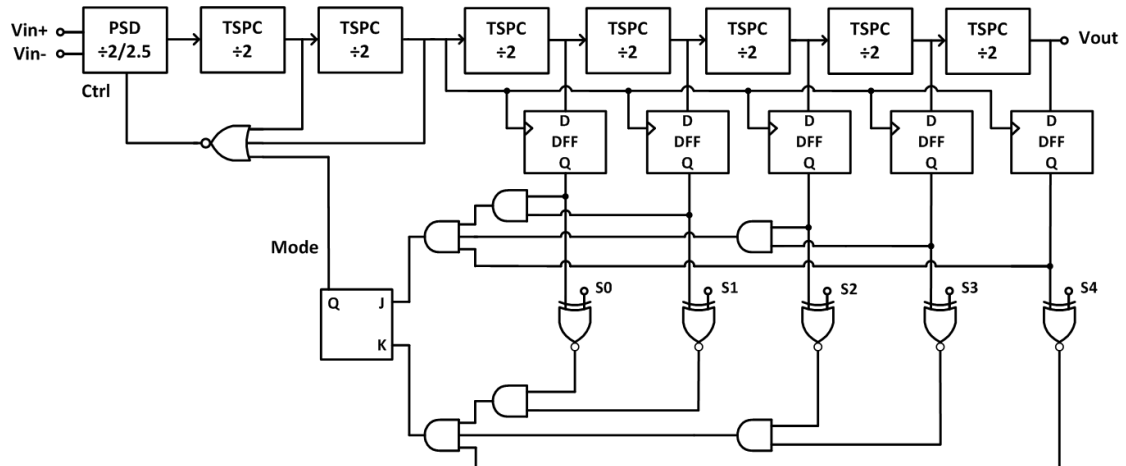 Vin+
Vin-
PSD
÷2/2.5
TSPC
÷2
TSPC
÷2
TSPC
÷2
TSPC
÷2
TSPC
÷2
TSPC
÷2
TSPC
÷2
Vout
Ctrl
D
DFF
Q
D
DFF
Q
D
DFF
Q
D
DFF
Q
D
DFF
Q
Mode
Q
J
K
S0
S1
S2
S3
S4